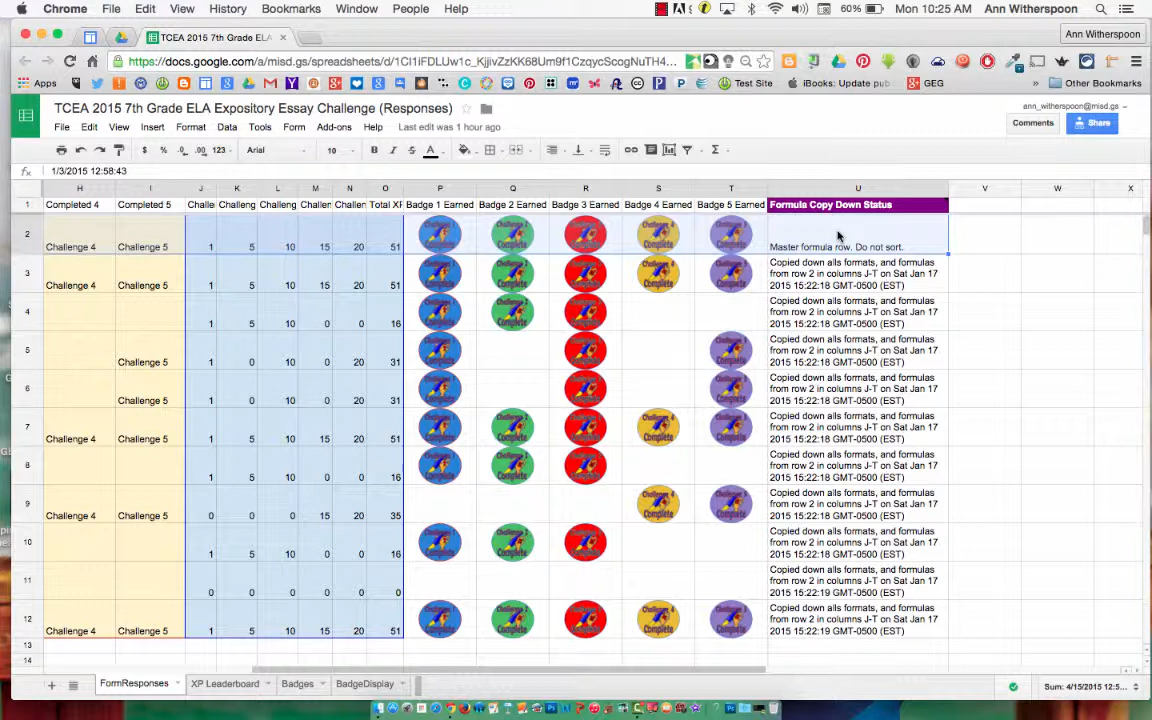 Chrome File Edit View History Bookmarks Window People Help 60% Mon 10:25 AM Ann Witherspoon
TCEA 2015 7th Grade ELA Ann Witherspoon
Apps Test Site iBooks: Update pub GEG » Other Bookmarks
TCEA 2015 7th Grade ELA Expository Essay Challenge (Responses) ann_witherspoon@misd.gs
File Edit View Insert Format Data Tools Form Add-ons Help Last edit was 1 hour ago Comments Share
$ % .0 .00 123 Arial 10 B I S A Σ
fx 1/3/2015 12:58:43
H I J K L M N O P Q R S T U V W X
1 Completed 4 Completed 5 Challe Challeng Challeng Challen Challen Total XF Badge 1 Earned Badge 2 Earned Badge 3 Earned Badge 4 Earned Badge 5 Earned Formula Copy Down Status
2 Challenge 4 Challenge 5 1 5 10 15 20 51 Master formula row. Do not sort.
3 Challenge 4 Challenge 5 1 5 10 15 20 51 Copied down alls formats, and formulas
from row 2 in columns J-T on Sat Jan 17
2015 15:22:18 GMT-0500 (EST)
4 1 5 10 0 0 16 Copied down alls formats, and formulas
from row 2 in columns J-T on Sat Jan 17
2015 15:22:18 GMT-0500 (EST)
5 Challenge 5 1 0 10 0 20 31 Copied down alls formats, and formulas
from row 2 in columns J-T on Sat Jan 17
2015 15:22:18 GMT-0500 (EST)
6 Challenge 5 1 0 10 0 20 31 Copied down alls formats, and formulas
from row 2 in columns J-T on Sat Jan 17
2015 15:22:18 GMT-0500 (EST)
7 Challenge 4 Challenge 5 1 5 10 15 20 51 Copied down alls formats, and formulas
from row 2 in columns J-T on Sat Jan 17
2015 15:22:18 GMT-0500 (EST)
8 1 5 10 0 0 16 Copied down alls formats, and formulas
from row 2 in columns J-T on Sat Jan 17
2015 15:22:18 GMT-0500 (EST)
9 Challenge 4 Challenge 5 0 0 0 15 20 35 Copied down alls formats, and formulas
from row 2 in columns J-T on Sat Jan 17
2015 15:22:18 GMT-0500 (EST)
10 1 5 10 0 0 16 Copied down alls formats, and formulas
from row 2 in columns J-T on Sat Jan 17
2015 15:22:18 GMT-0500 (EST)
11 0 0 0 0 0 0 Copied down alls formats, and formulas
from row 2 in columns J-T on Sat Jan 17
2015 15:22:19 GMT-0500 (EST)
12 Challenge 4 Challenge 5 1 5 10 15 20 51 Copied down alls formats, and formulas
from row 2 in columns J-T on Sat Jan 17
2015 15:22:19 GMT-0500 (EST)
13
14
+ FormResponses XP Leaderboard Badges BadgeDisplay Sum: 4/15/2015 12:5...